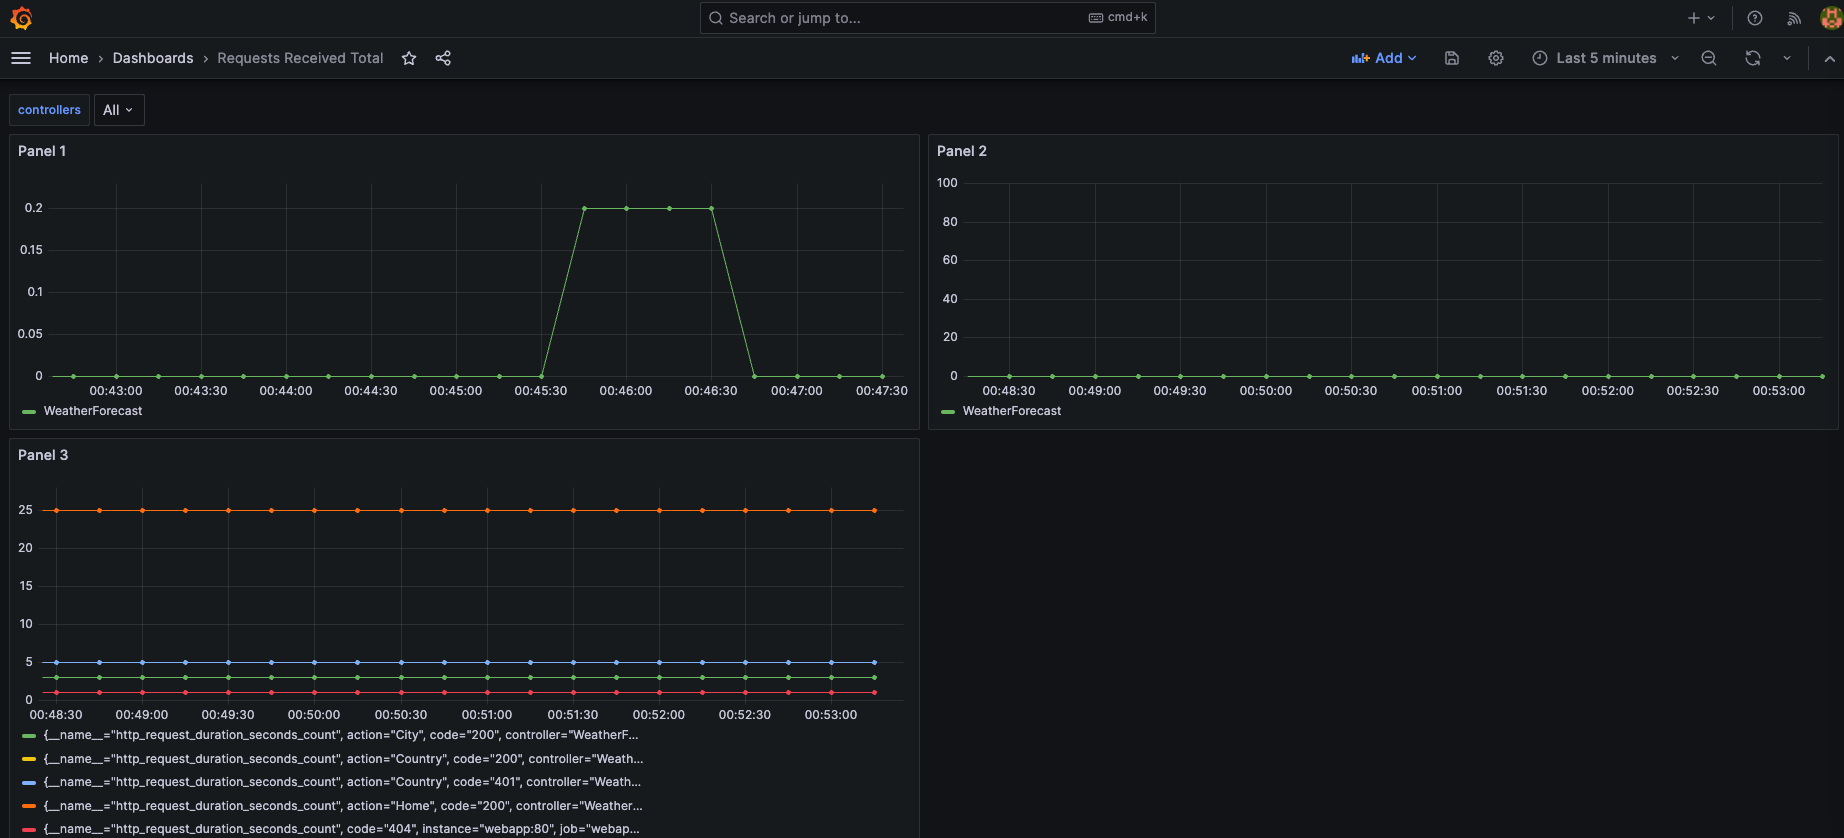 Search or jump to...
cmd+k
Home › Dashboards › Requests Received Total
Add
Last 5 minutes
controllers
All
Panel 1
0.2
0.15
0.1
0.05
0
00:43:00 00:43:30 00:44:00 00:44:30 00:45:00 00:45:30 00:46:00 00:46:30 00:47:00 00:47:30
WeatherForecast
Panel 2
100
80
60
40
20
0
00:48:30 00:49:00 00:49:30 00:50:00 00:50:30 00:51:00 00:51:30 00:52:00 00:52:30 00:53:00
WeatherForecast
Panel 3
25
20
15
10
5
0
00:48:30 00:49:00 00:49:30 00:50:00 00:50:30 00:51:00 00:51:30 00:52:00 00:52:30 00:53:00
{__name__="http_request_duration_seconds_count", action="City", code="200", controller="WeatherF...
{__name__="http_request_duration_seconds_count", action="Country", code="200", controller="Weath...
{__name__="http_request_duration_seconds_count", action="Country", code="401", controller="Weath...
{__name__="http_request_duration_seconds_count", action="Home", code="200", controller="Weather...
{__name__="http_request_duration_seconds_count", code="404", instance="webapp:80", job="webap...